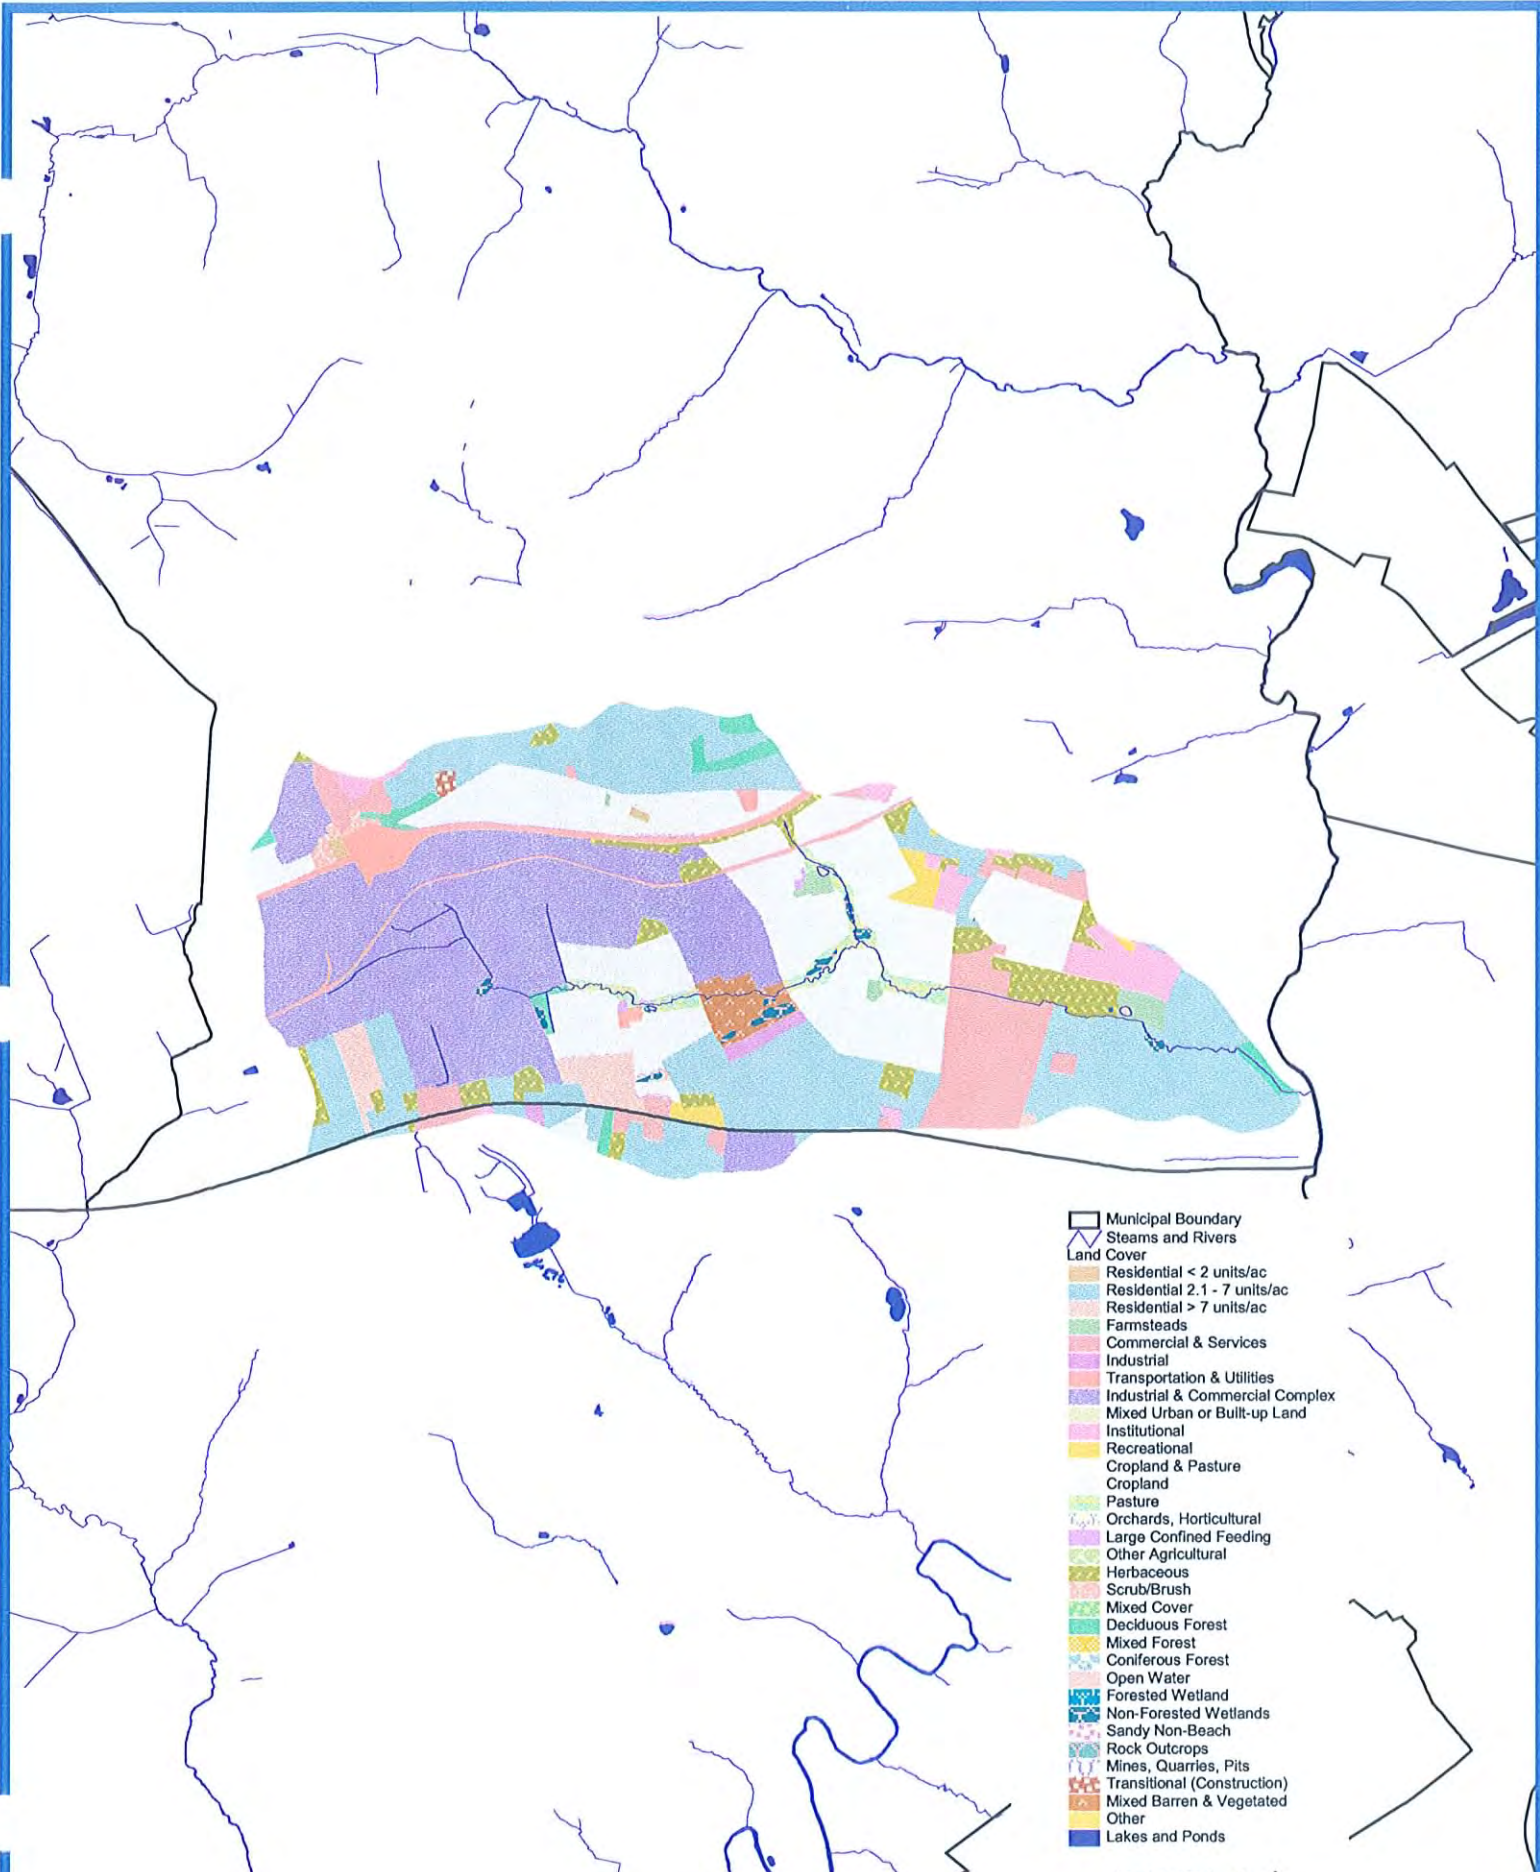 Municipal Boundary
Steams and Rivers
Land Cover
Residential < 2 units/ac
Residential 2.1 - 7 units/ac
Residential > 7 units/ac
Farmsteads
Commercial & Services
Industrial
Transportation & Utilities
Industrial & Commercial Complex
Mixed Urban or Built-up Land
Institutional
Recreational
Cropland & Pasture
Cropland
Pasture
Orchards, Horticultural
Large Confined Feeding
Other Agricultural
Herbaceous
Scrub/Brush
Mixed Cover
Deciduous Forest
Mixed Forest
Coniferous Forest
Open Water
Forested Wetland
Non-Forested Wetlands
Sandy Non-Beach
Rock Outcrops
Mines, Quarries, Pits
Transitional (Construction)
Mixed Barren & Vegetated
Other
Lakes and Ponds